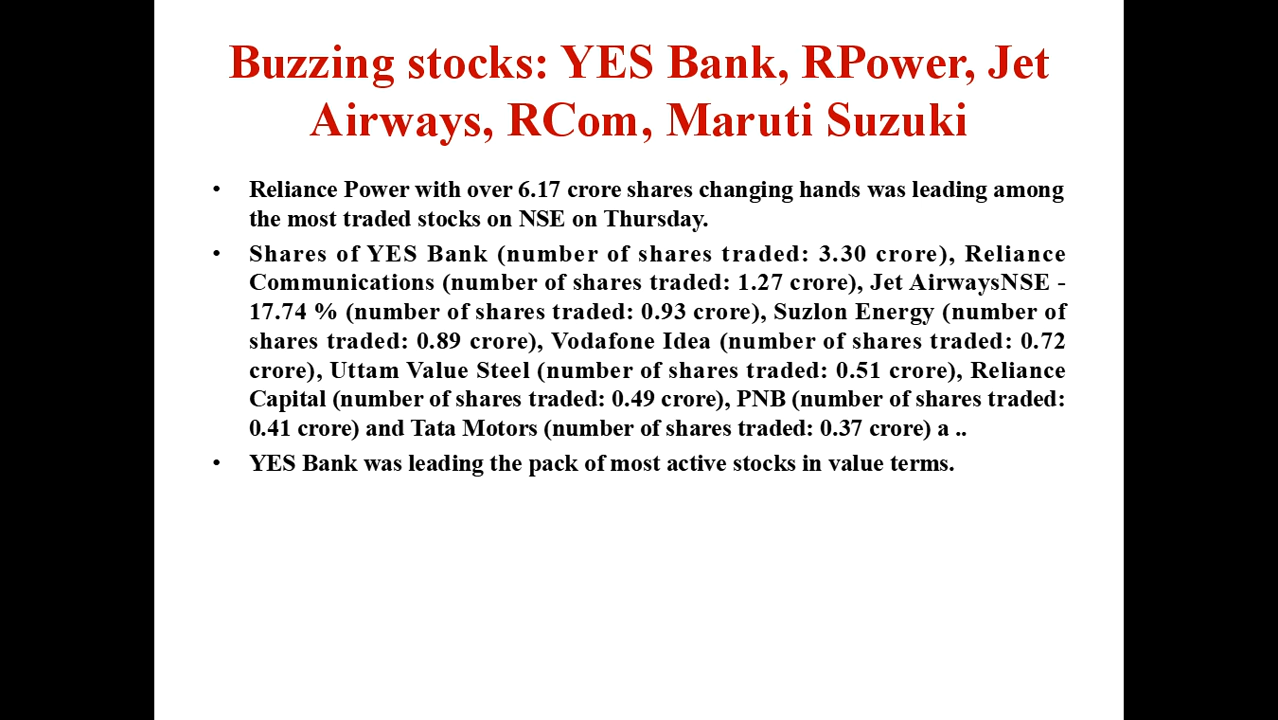 Buzzing stocks: YES Bank, RPower, Jet
Airways, RCom, Maruti Suzuki
• Reliance Power with over 6.17 crore shares changing hands was leading among
the most traded stocks on NSE on Thursday.
• Shares of YES Bank (number of shares traded: 3.30 crore), Reliance
Communications (number of shares traded: 1.27 crore), Jet AirwaysNSE -
17.74 % (number of shares traded: 0.93 crore), Suzlon Energy (number of
shares traded: 0.89 crore), Vodafone Idea (number of shares traded: 0.72
crore), Uttam Value Steel (number of shares traded: 0.51 crore), Reliance
Capital (number of shares traded: 0.49 crore), PNB (number of shares traded:
0.41 crore) and Tata Motors (number of shares traded: 0.37 crore) a ..
• YES Bank was leading the pack of most active stocks in value terms.